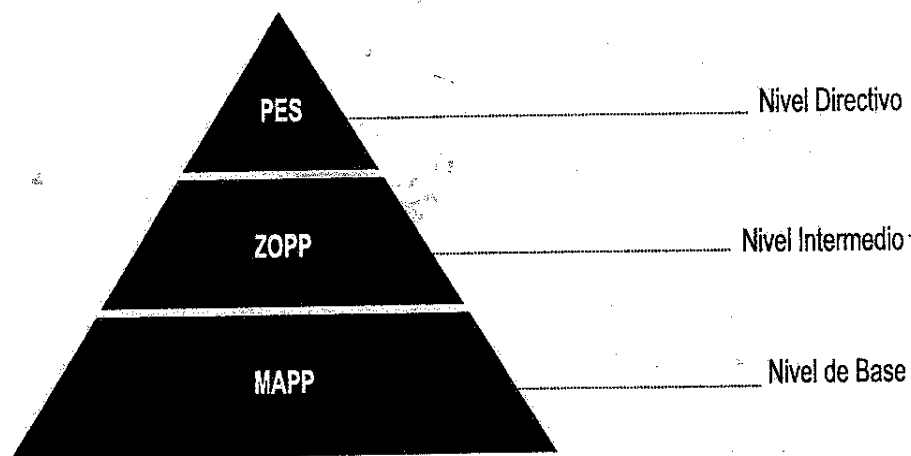 PES
Nivel Directivo
ZOPP
Nivel Intermedio
MAPP
Nivel de Base